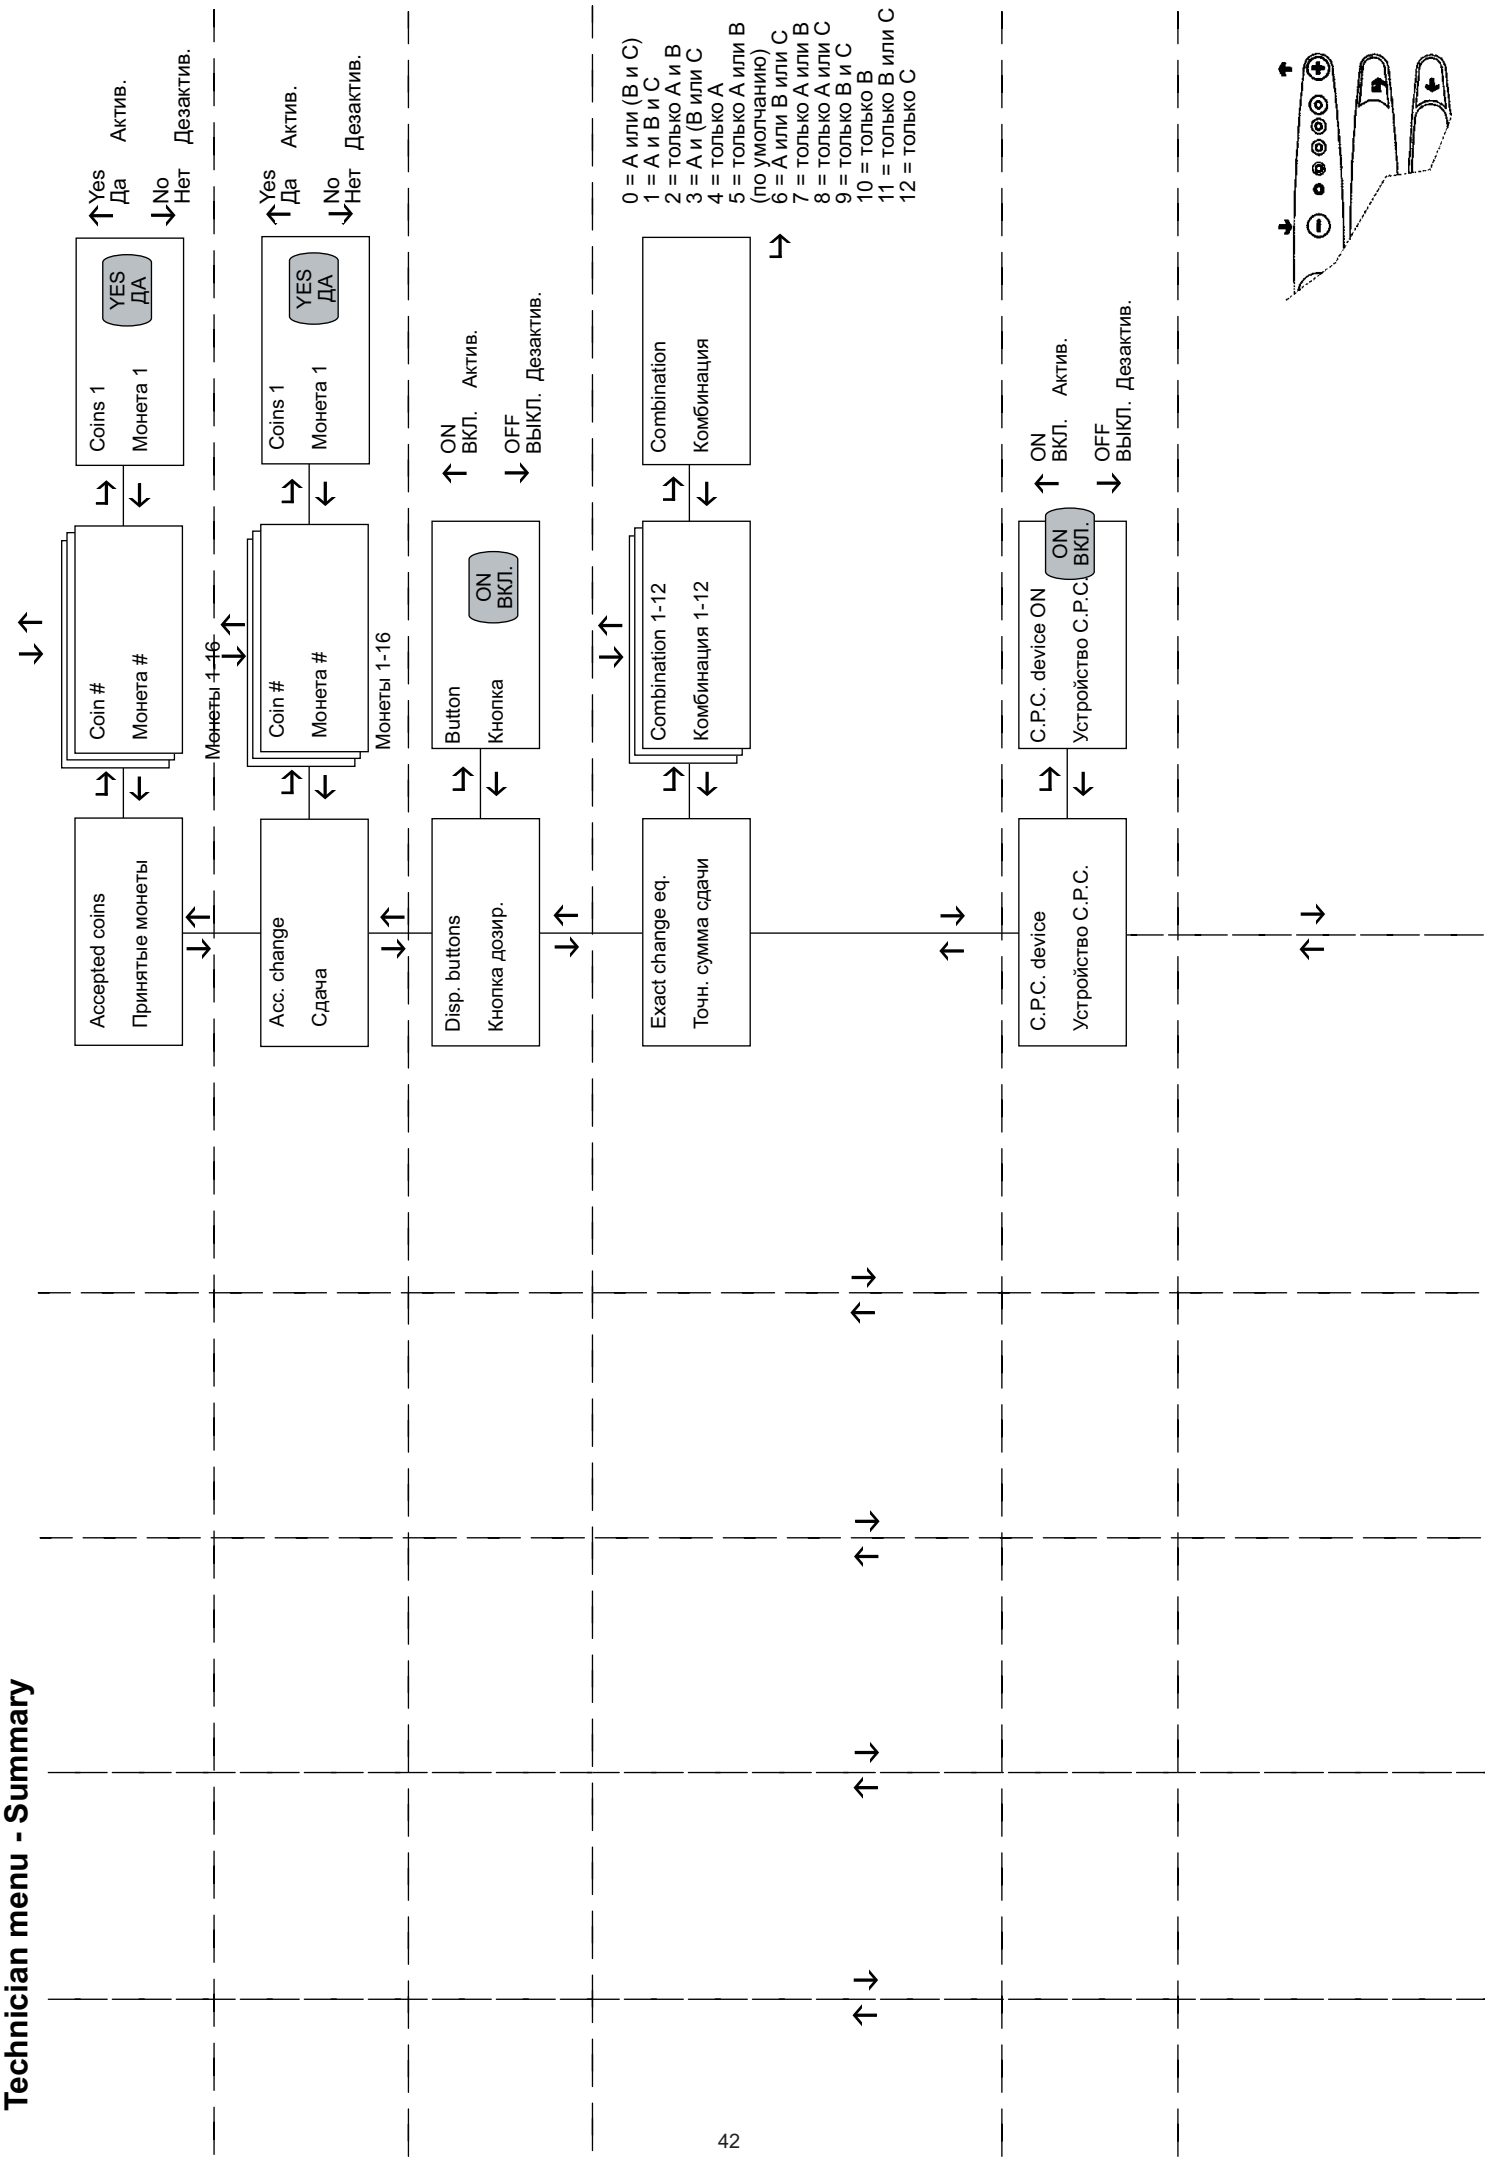 Technician menu - Summary
Accepted coins
Принятые монеты
Coin #
Монета #
Монеты 1-16
Coins 1
Монета 1
YES
ДА
Yes
Да
Актив.
No
Нет
Дезактив.
Acc. change
Сдача
Coin #
Монета #
Монеты 1-16
Coins 1
Монета 1
YES
ДА
Yes
Да
Актив.
No
Нет
Дезактив.
Disp. buttons
Кнопка дозир.
Button
Кнопка
ON
ВКЛ.
ON
ВКЛ. Актив.
OFF
ВЫКЛ. Дезактив.
Exact change eq.
Точн. сумма сдачи
Combination 1-12
Комбинация 1-12
Combination
Комбинация
0 = A или (B и C)
1 = A и B и C
2 = только A и B
3 = A и (B или C
4 = только A
5 = только A или B
(по умолчанию)
6 = A или B или C
7 = только A или B
8 = только A или C
9 = только B и C
10 = только B
11 = только B или C
12 = только C
C.P.C. device
Устройство C.P.C.
C.P.C. device ON
Устройство C.P.C.
ON
ВКЛ.
ON
ВКЛ. Актив.
OFF
ВЫКЛ. Дезактив.
42